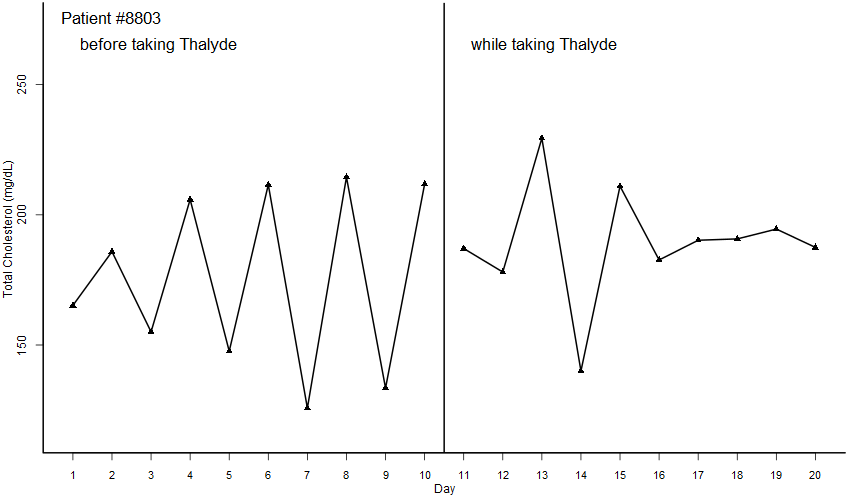 Patient #8803
before taking Thalyde
while taking Thalyde
Total Cholesterol (mg/dL)
250
200
150
1 2 3 4 5 6 7 8 9 10 11 12 13 14 15 16 17 18 19 20
Day